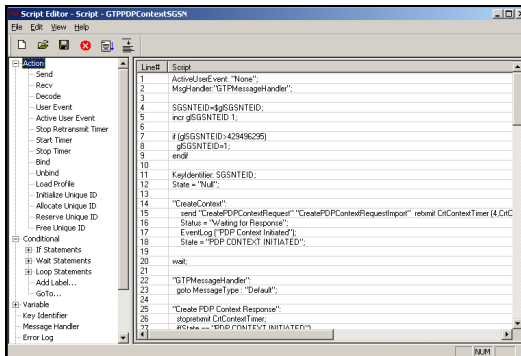 Script Editor - Script - GTPPDPContextSGSN
File Edit View Help
Action
Send
Recv
Decode
User Event
Active User Event
Stop Retransmit Timer
Start Timer
Stop Timer
Bind
Unbind
Load Profile
Initialize Unique ID
Allocate Unique ID
Reserve Unique ID
Free Unique ID
Conditional
If Statements
Wait Statements
Loop Statements
Add Label...
GoTo...
Variable
Key Identifier
Message Handler
Error Log
Line# Script
1 ActiveUserEvent: "None";
2 MsgHandler:"GTPMessageHandler";
3
4 SGSNTEID=$glSGSNTEID;
5 incr glSGSNTEID 1;
6
7 if (glSGSNTEID>429496295)
8 glSGSNTEID=1;
9 endif
10
11 KeyIdentifier: SGSNTEID;
12 State = "Null";
13
14 "CreateContext":
15 send "CreatePDPContextRequest" "CreatePDPContextRequestImport" retxmit CrtContextTimer (4,CrtC
16 Status = "Waiting for Response";
17 EventLog ("PDP Context Initiated");
18 State = "PDP CONTEXT INITIATED";
19
20 wait;
21
22 "GTPMessageHandler":
23 goto MessageType : "Default";
24
25 "Create PDP Context Response":
26 stopretxmit CrtContextTimer;
27 if(State == "PDP CONTEXT INITIATED")
NUM